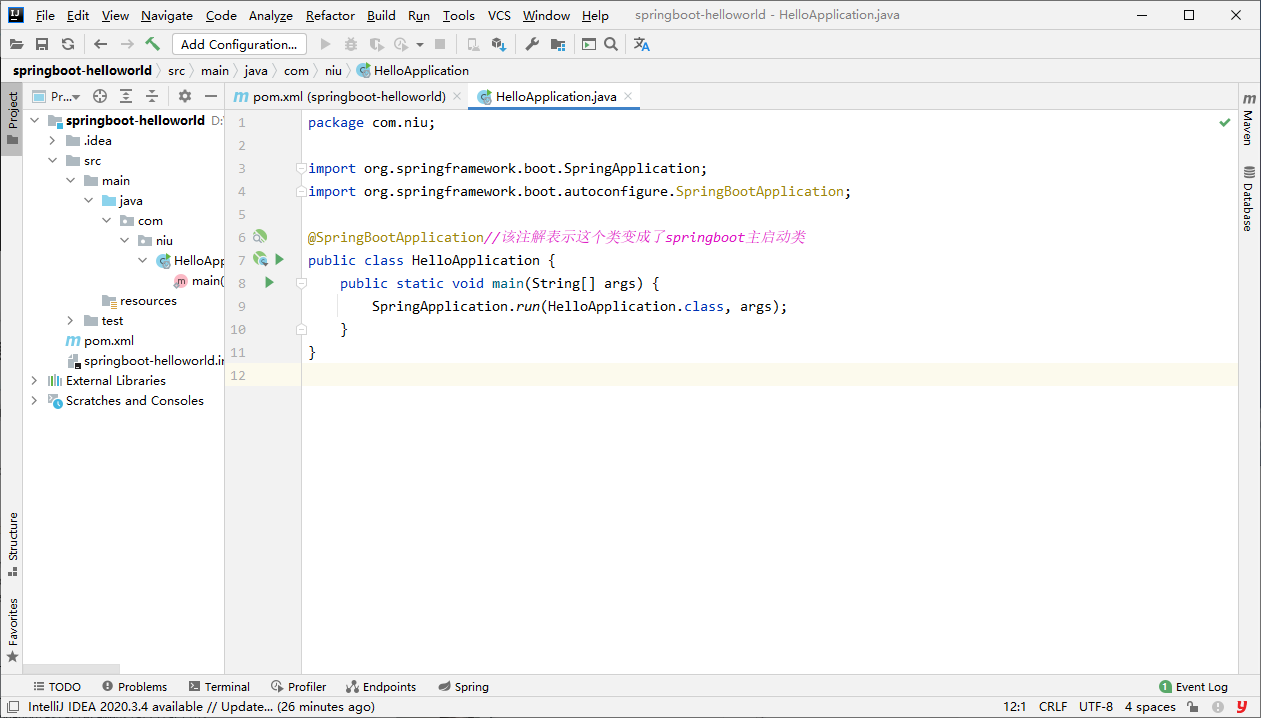 File Edit View Navigate Code Analyze Refactor Build Run Tools VCS Window Help springboot-helloworld - HelloApplication.java
Add Configuration...
springboot-helloworld src main java com niu HelloApplication
Project
Pr...
pom.xml (springboot-helloworld)
HelloApplication.java
springboot-helloworld D:
.idea
src
main
java
com
niu
HelloApp
main(
resources
test
pom.xml
springboot-helloworld.i
External Libraries
Scratches and Consoles
1 package com.niu;
2
3 import org.springframework.boot.SpringApplication;
4 import org.springframework.boot.autoconfigure.SpringBootApplication;
5
6 @SpringBootApplication//该注解表示这个类变成了springboot主启动类
7 public class HelloApplication {
8 public static void main(String[] args) {
9 SpringApplication.run(HelloApplication.class, args);
10 }
11 }
12
Maven
Database
Structure
Favorites
TODO Problems Terminal Profiler Endpoints Spring 1 Event Log
IntelliJ IDEA 2020.3.4 available // Update... (26 minutes ago) 12:1 CRLF UTF-8 4 spaces